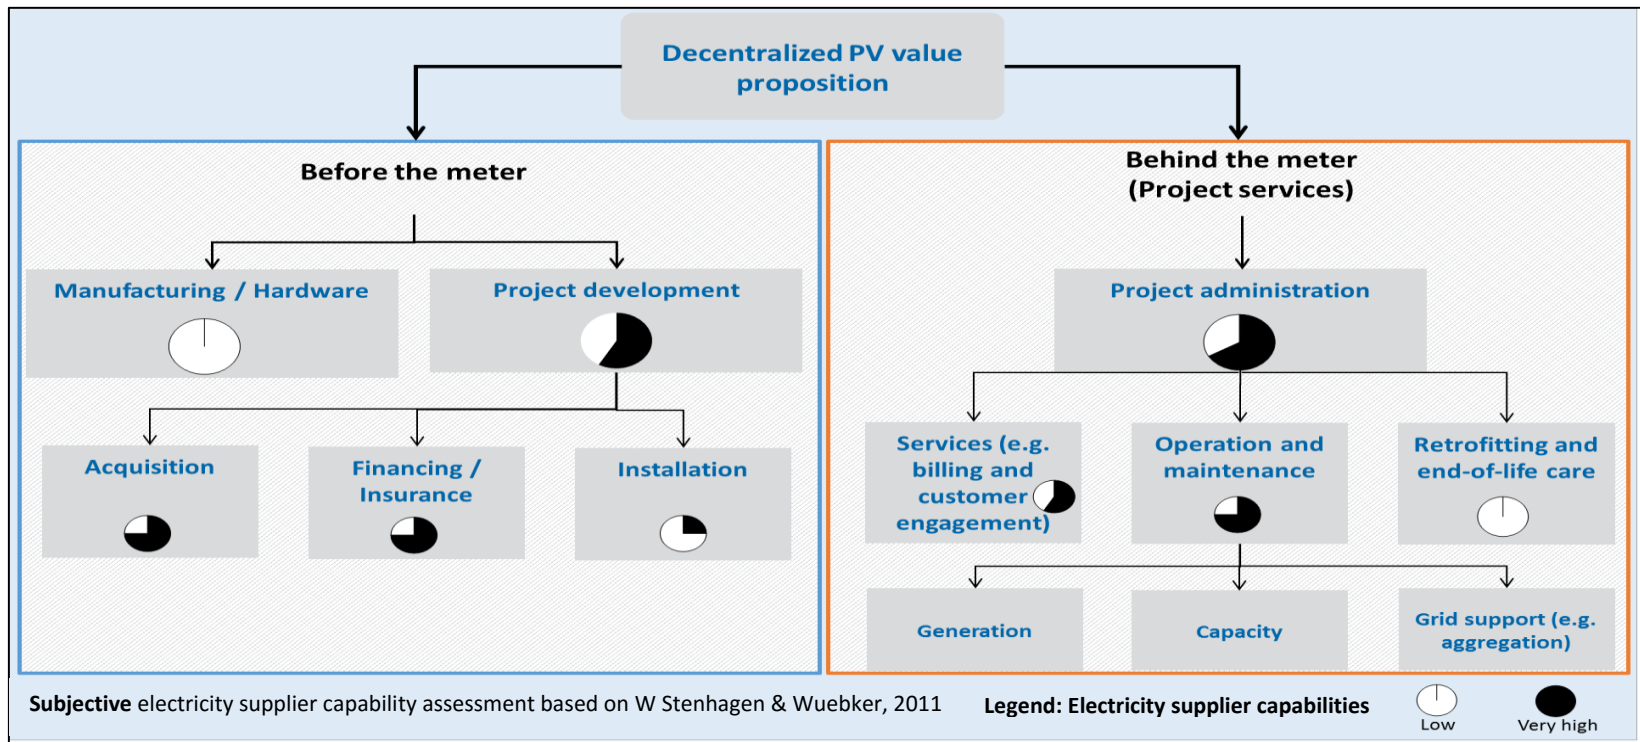 Decentralized PV value
proposition
Before the meter
Manufacturing / Hardware
Project development
Acquisition
Financing /
Insurance
Installation
Behind the meter
(Project services)
Project administration
Services (e.g.
billing and
customer
engagement)
Operation and
maintenance
Retrofitting and
end-of-life care
Generation
Capacity
Grid support (e.g.
aggregation)
Subjective electricity supplier capability assessment based on W Stenhagen & Wuebker, 2011
Legend: Electricity supplier capabilities
Low
Very high